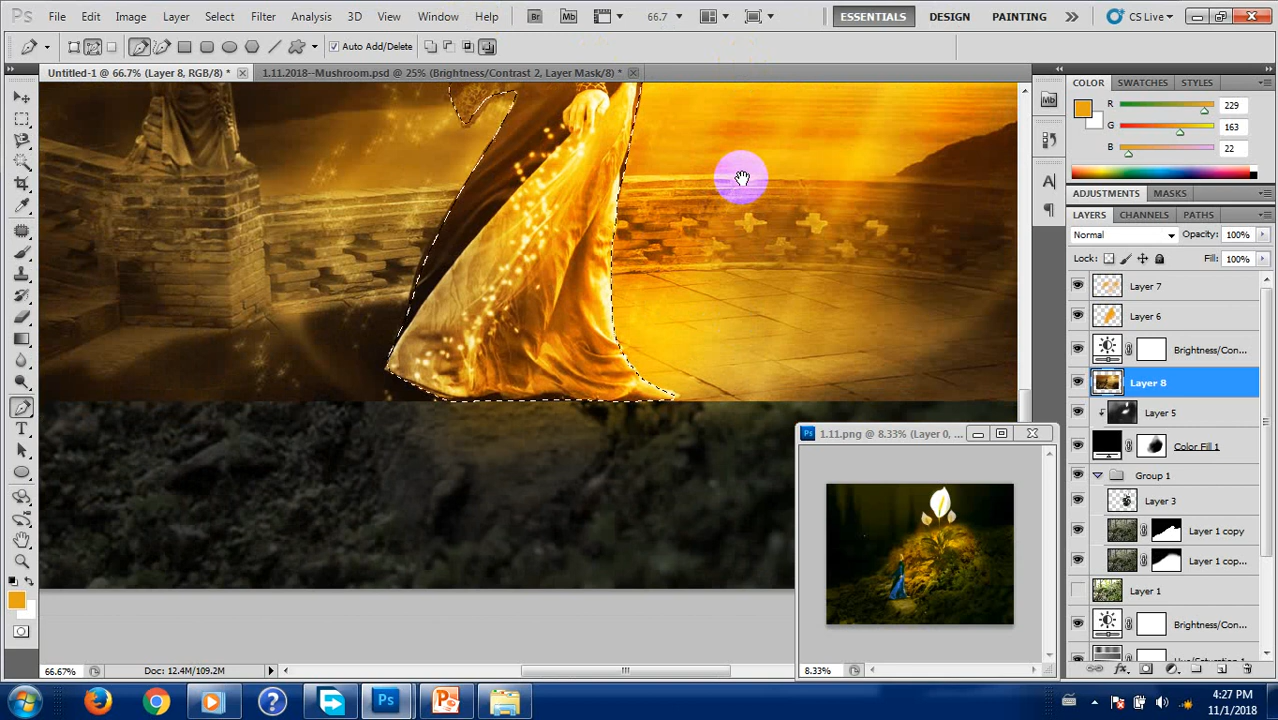 Ps File Edit Image Layer Select Filter Analysis 3D View Window Help Br Mb 66.7 ESSENTIALS DESIGN PAINTING CS Live
Auto Add/Delete
Untitled-1 @ 66.7% (Layer 8, RGB/8) * 1.11.2018--Mushroom.psd @ 25% (Brightness/Contrast 2, Layer Mask/8) *
COLOR SWATCHES STYLES
Mb
R 229
G 163
B 22
ADJUSTMENTS MASKS
LAYERS CHANNELS PATHS
Normal Opacity: 100%
Lock: Fill: 100%
Layer 7
Layer 6
Brightness/Con...
Layer 8
Layer 5
Color Fill 1
Group 1
Layer 3
Layer 1 copy
Layer 1 cop...
Layer 1
Brightness/Con...
Ps 1.11.png @ 8.33% (Layer 0, ...
8.33%
66.67% Doc: 12.4M/109.2M
fx
Ps
4:27 PM
11/1/2018